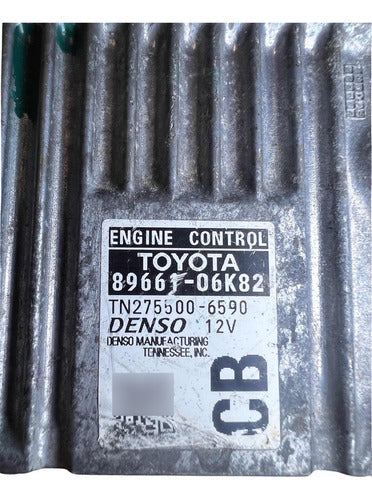 ENGINE CONTROL
TOYOTA
89661-06K82
TN275500-6590
DENSO 12V
DENSO MANUFACTURING
TENNESSEE, INC.
CB